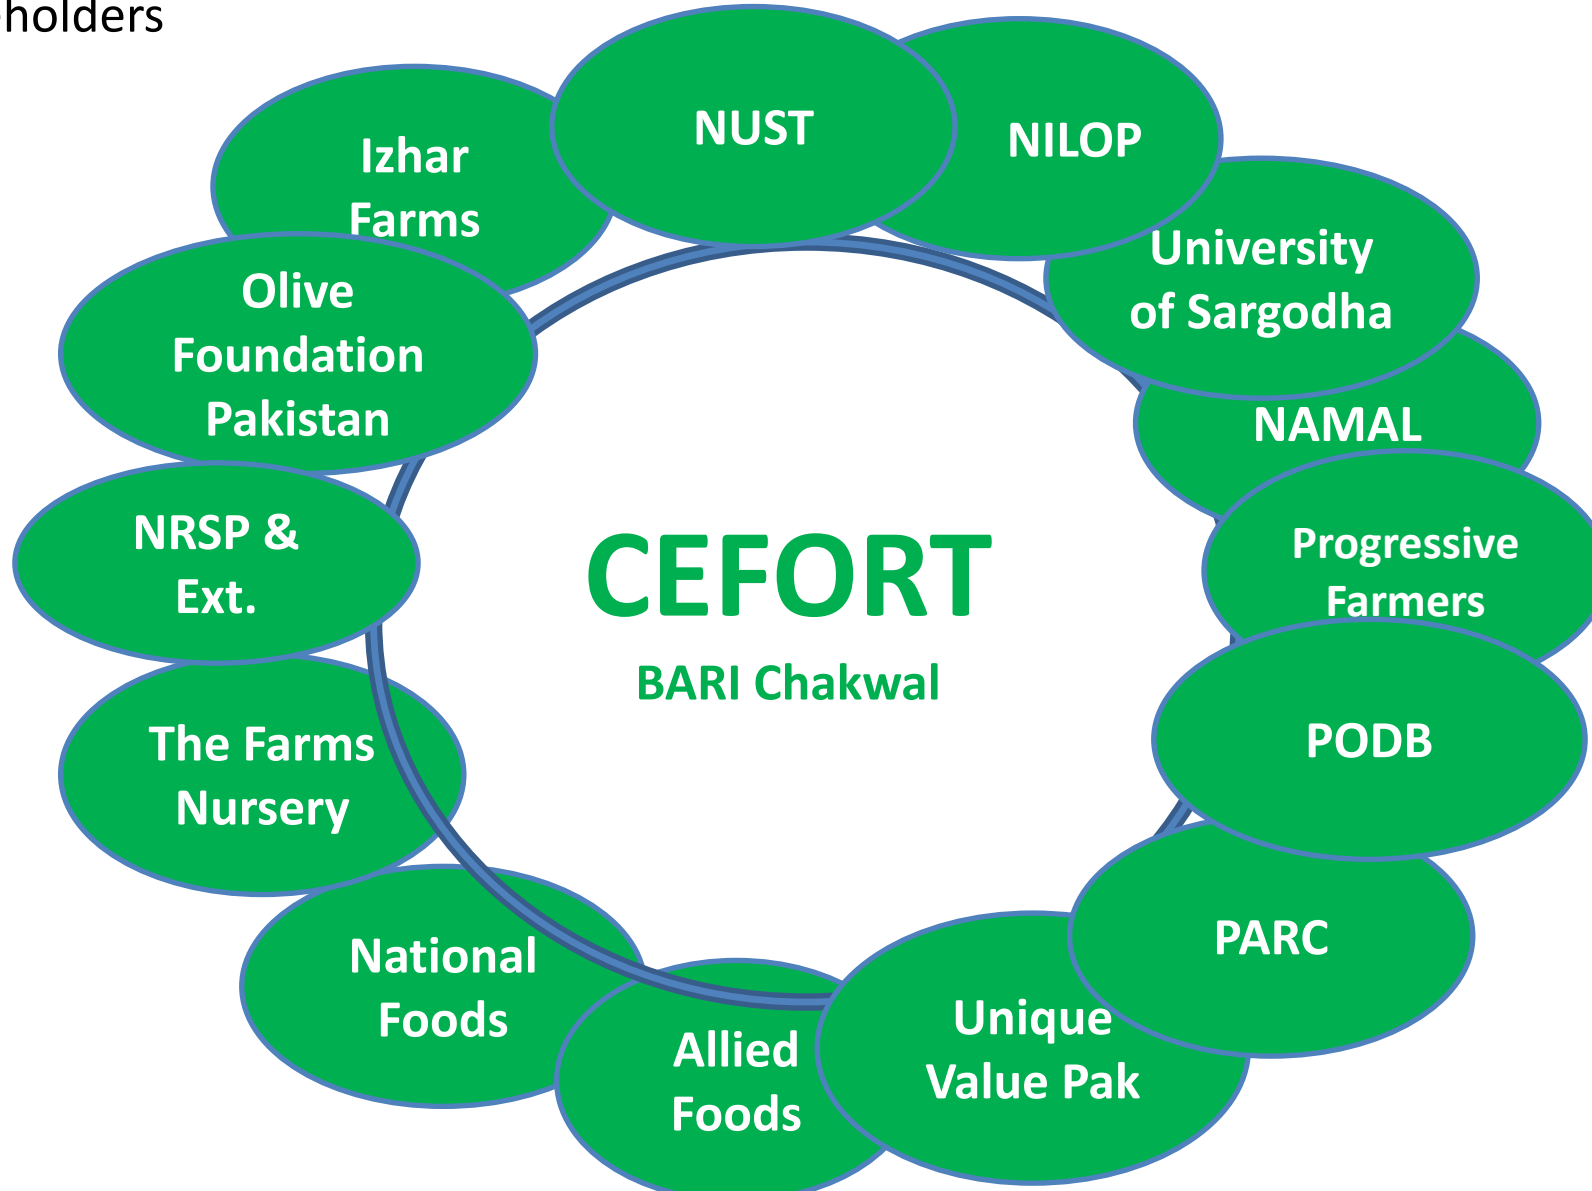 holders
NUST
NILOP
Izhar
Farms
University
of Sargodha
Olive
Foundation
Pakistan
NAMAL
NRSP &
Ext.
CEFORT
BARI Chakwal
Progressive
Farmers
The Farms
Nursery
PODB
National
Foods
PARC
Allied
Foods
Unique
Value Pak